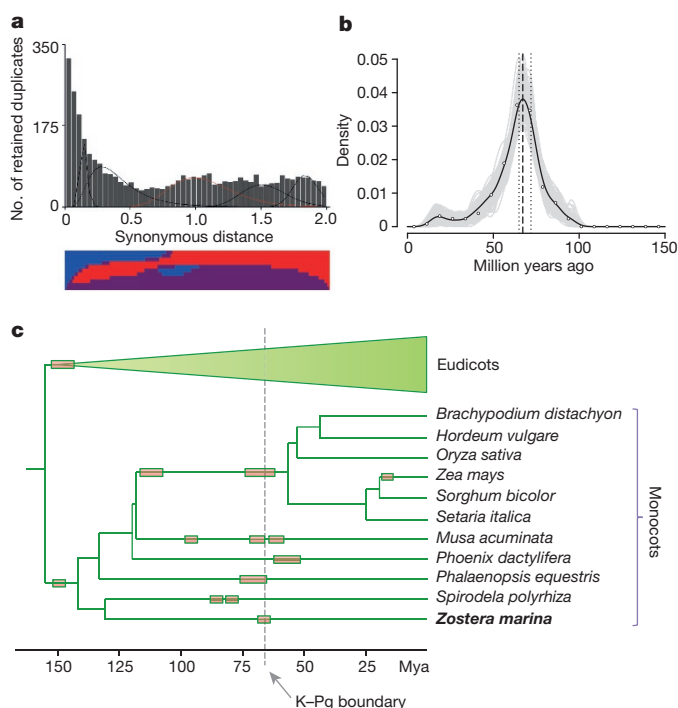 a
No. of retained duplicates
350
175
0
0 0.5 1.0 1.5 2.0
Synonymous distance
b
Density
0.05
0.04
0.03
0.02
0.01
0
0 50 100 150
Million years ago
c
Eudicots
Brachypodium distachyon
Hordeum vulgare
Oryza sativa
Zea mays
Sorghum bicolor
Setaria italica
Musa acuminata
Phoenix dactylifera
Phalaenopsis equestris
Spirodela polyrhiza
Zostera marina
Monocots
150 125 100 75 50 25 Mya
K–Pg boundary